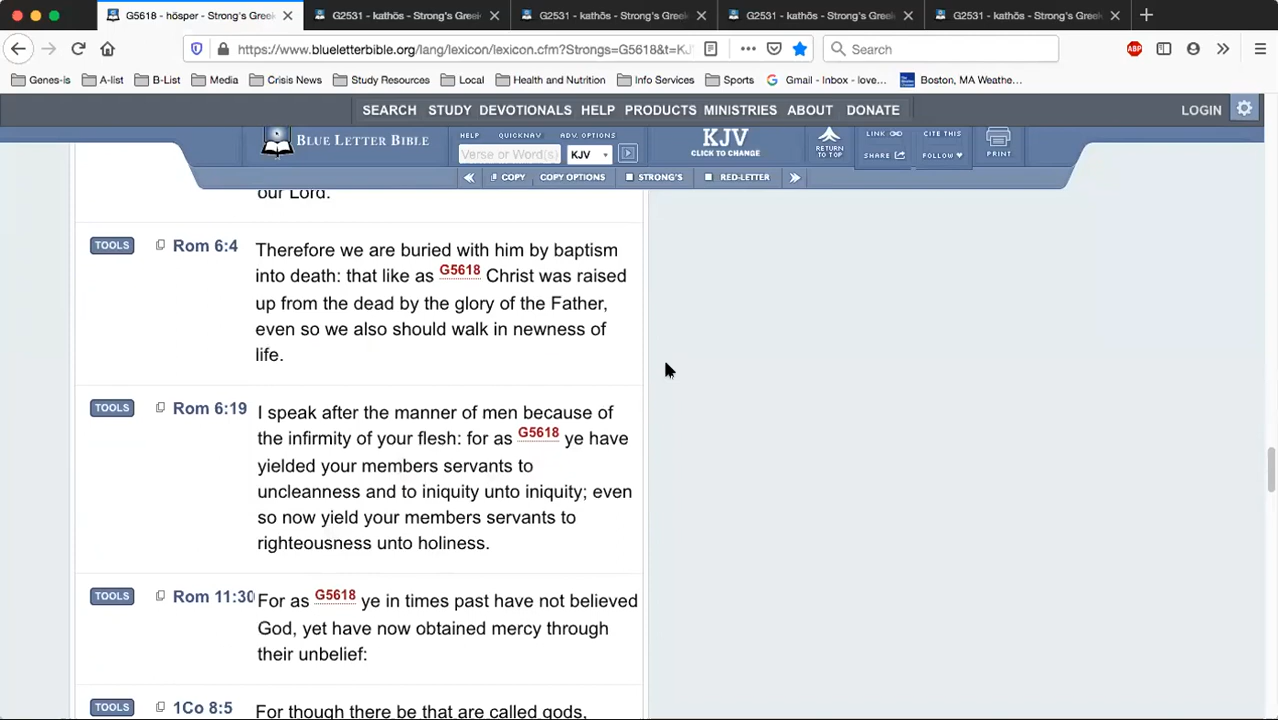 G5618 - hōsper - Strong's Greek
G2531 - kathōs - Strong's Greek
G2531 - kathōs - Strong's Greek
G2531 - kathōs - Strong's Greek
G2531 - kathōs - Strong's Greek
https://www.blueletterbible.org/lang/lexicon/lexicon.cfm?Strongs=G5618&t=KJ
Search
ABP
Genes-is
A-list
B-List
Media
Crisis News
Study Resources
Local
Health and Nutrition
Info Services
Sports
Gmail - Inbox - love...
Boston, MA Weathe...
SEARCH STUDY DEVOTIONALS HELP PRODUCTS MINISTRIES ABOUT DONATE
LOGIN
BLUE LETTER BIBLE
HELP QUICKNAV ADV. OPTIONS
Verse or Word(s) KJV
KJV
CLICK TO CHANGE
RETURN
TO TOP
LINK
SHARE
CITE THIS
FOLLOW
PRINT
COPY COPY OPTIONS STRONG'S RED-LETTER
our Lord.
TOOLS Rom 6:4 Therefore we are buried with him by baptism
into death: that like as G5618 Christ was raised
up from the dead by the glory of the Father,
even so we also should walk in newness of
life.
TOOLS Rom 6:19 I speak after the manner of men because of
the infirmity of your flesh: for as G5618 ye have
yielded your members servants to
uncleanness and to iniquity unto iniquity; even
so now yield your members servants to
righteousness unto holiness.
TOOLS Rom 11:30 For as G5618 ye in times past have not believed
God, yet have now obtained mercy through
their unbelief:
TOOLS 1Co 8:5 For though there be that are called gods,